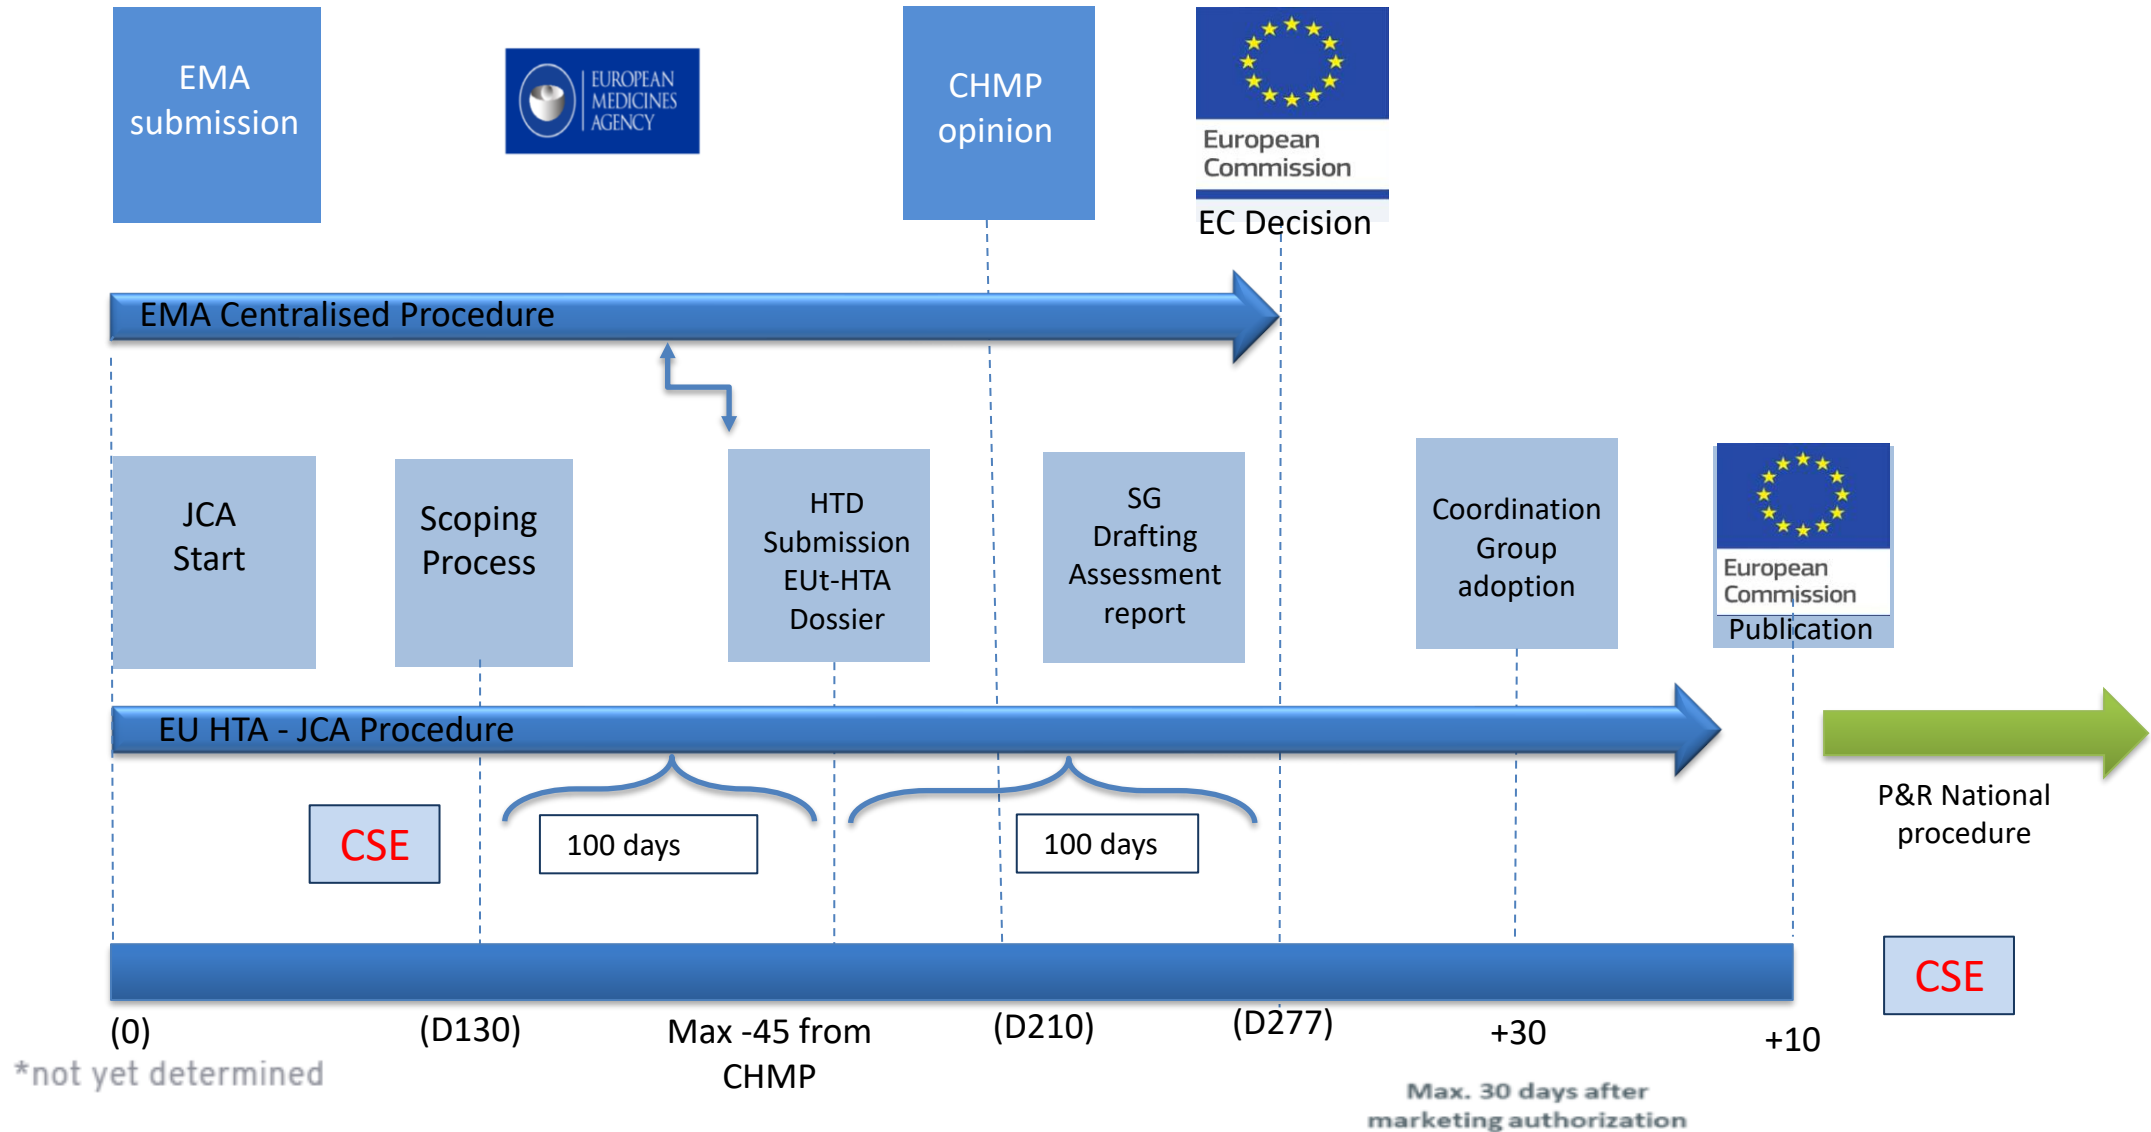 EMA
submission
EUROPEAN
MEDICINES
AGENCY
CHMP
opinion
European
Commission
EC Decision
EMA Centralised Procedure
JCA
Start
Scoping
Process
HTD
Submission
EUt-HTA
Dossier
SG
Drafting
Assessment
report
Coordination
Group
adoption
European
Commission
Publication
EU HTA - JCA Procedure
P&R National
procedure
CSE
100 days
100 days
CSE
(0)
(D130)
Max -45 from
CHMP
(D210)
(D277)
+30
+10
*not yet determined
Max. 30 days after
marketing authorization